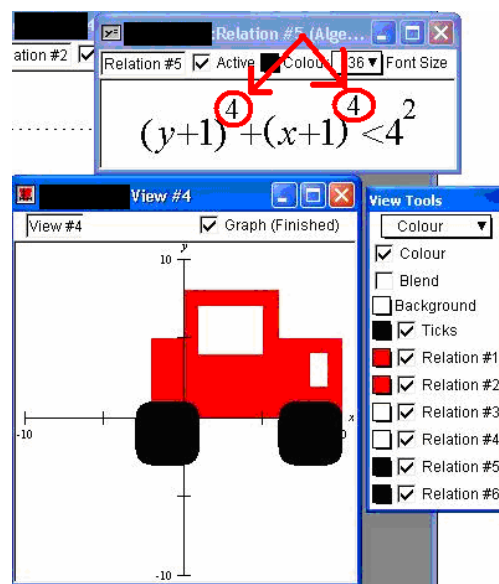 ation #2
:Relation #5 (Alge...
Relation #5 Active Colour 36 Font Size
(y+1)^4+(x+1)^4<4^2
View #4
View #4 Graph (Finished)
View Tools
Colour
Colour
Blend
Background
Ticks
Relation #1
Relation #2
Relation #3
Relation #4
Relation #5
Relation #6
y
10
-10
x
0
-10